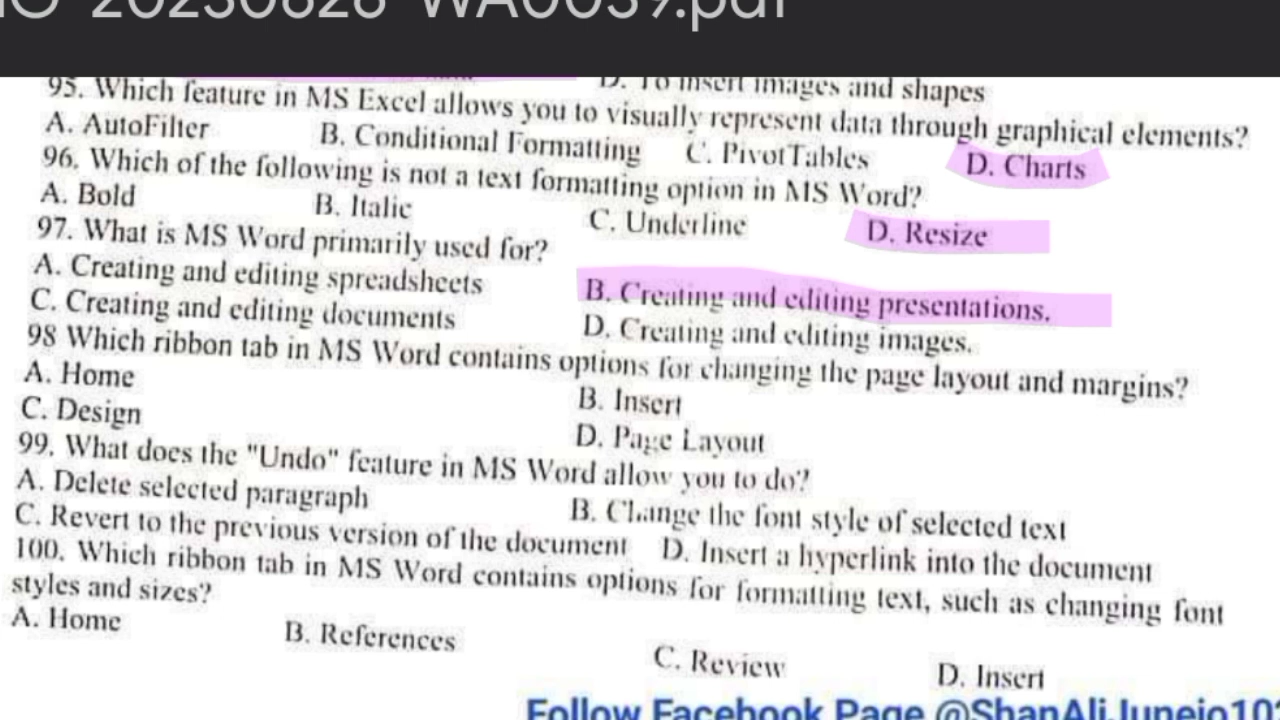 20230828-WA0039.pdf
D. To insert images and shapes
95. Which feature in MS Excel allows you to visually represent data through graphical elements?
A. AutoFilter B. Conditional Formatting C. PivotTables D. Charts
96. Which of the following is not a text formatting option in MS Word?
A. Bold B. Italic C. Underline D. Resize
97. What is MS Word primarily used for?
A. Creating and editing spreadsheets B. Creating and editing presentations.
C. Creating and editing documents D. Creating and editing images.
98 Which ribbon tab in MS Word contains options for changing the page layout and margins?
A. Home B. Insert
C. Design D. Page Layout
99. What does the "Undo" feature in MS Word allow you to do?
A. Delete selected paragraph B. Change the font style of selected text
C. Revert to the previous version of the document D. Insert a hyperlink into the document
100. Which ribbon tab in MS Word contains options for formatting text, such as changing font
styles and sizes?
A. Home B. References C. Review D. Insert
Follow Facebook Page @ShanAliJunejo